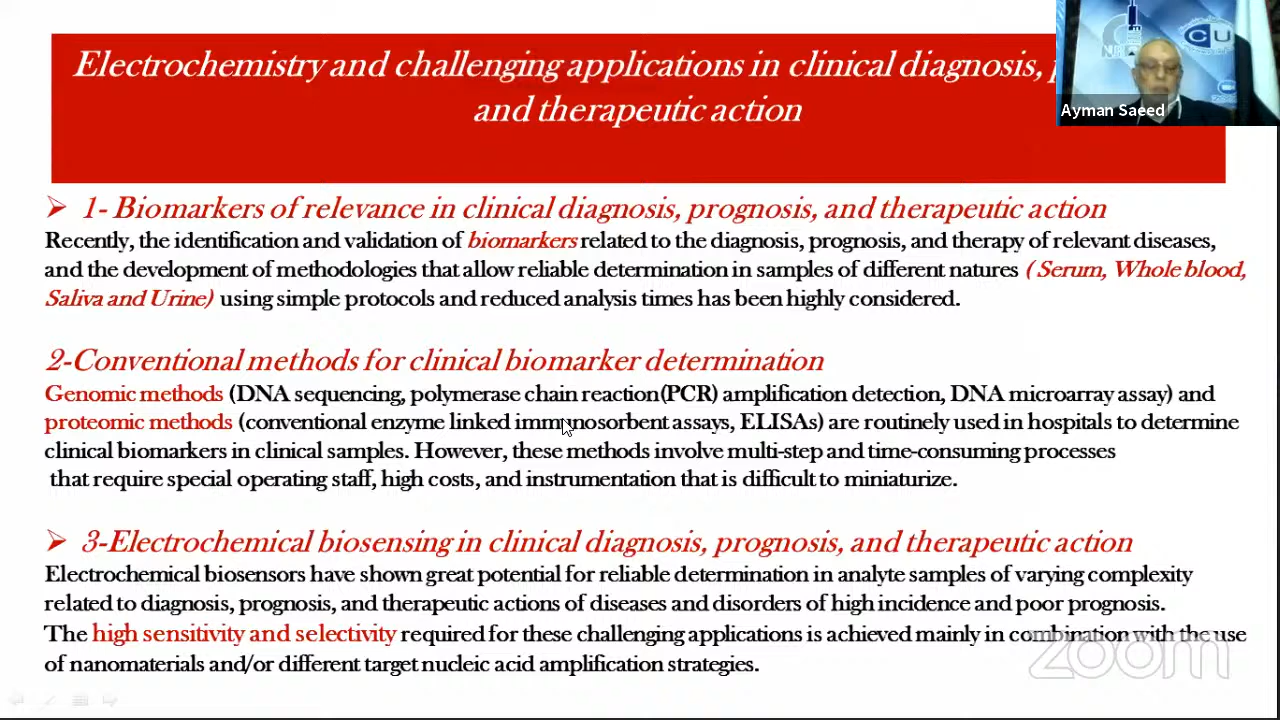 Electrochemistry and challenging applications in clinical diagnosis,
and therapeutic action
CU
Ayman Saeed
➢ 1- Biomarkers of relevance in clinical diagnosis, prognosis, and therapeutic action
Recently, the identification and validation of biomarkers related to the diagnosis, prognosis, and therapy of relevant diseases,
and the development of methodologies that allow reliable determination in samples of different natures ( Serum, Whole blood,
Saliva and Urine) using simple protocols and reduced analysis times has been highly considered.
2-Conventional methods for clinical biomarker determination
Genomic methods (DNA sequencing, polymerase chain reaction(PCR) amplification detection, DNA microarray assay) and
proteomic methods (conventional enzyme linked immunosorbent assays, ELISAs) are routinely used in hospitals to determine
clinical biomarkers in clinical samples. However, these methods involve multi-step and time-consuming processes
that require special operating staff, high costs, and instrumentation that is difficult to miniaturize.
➢ 3-Electrochemical biosensing in clinical diagnosis, prognosis, and therapeutic action
Electrochemical biosensors have shown great potential for reliable determination in analyte samples of varying complexity
related to diagnosis, prognosis, and therapeutic actions of diseases and disorders of high incidence and poor prognosis.
The high sensitivity and selectivity required for these challenging applications is achieved mainly in combination with the use
of nanomaterials and/or different target nucleic acid amplification strategies.
zoom